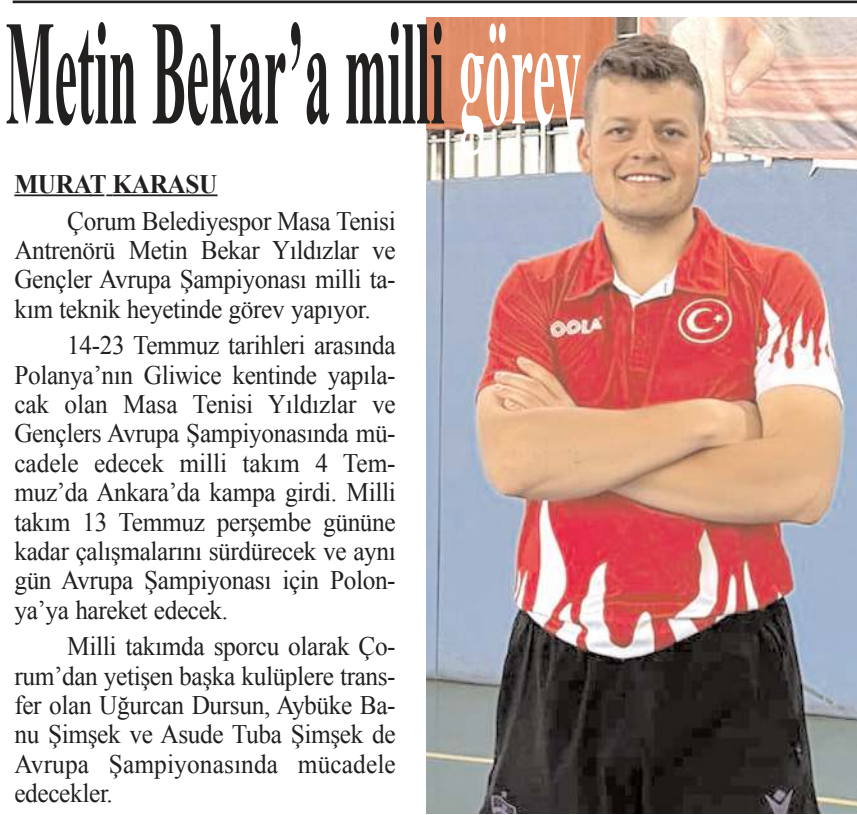 Metin Bekar’a milli görev
MURAT KARASU
Çorum Belediyespor Masa Tenisi
Antrenörü Metin Bekar Yıldızlar ve
Gençler Avrupa Şampiyonası milli ta-
kım teknik heyetinde görev yapıyor.
14-23 Temmuz tarihleri arasında
Polanya’nın Gliwice kentinde yapıla-
cak olan Masa Tenisi Yıldızlar ve
Gençlers Avrupa Şampiyonasında mü-
cadele edecek milli takım 4 Tem-
muz’da Ankara’da kampa girdi. Milli
takım 13 Temmuz perşembe gününe
kadar çalışmalarını sürdürecek ve aynı
gün Avrupa Şampiyonası için Polon-
ya’ya hareket edecek.
Milli takımda sporcu olarak Ço-
rum’dan yetişen başka kulüplere trans-
fer olan Uğurcan Dursun, Aybüke Ba-
nu Şimşek ve Asude Tuba Şimşek de
Avrupa Şampiyonasında mücadele
edecekler.
OOLA